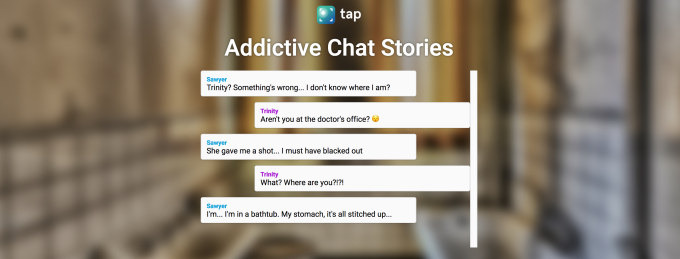 tap
Addictive Chat Stories
Sawyer
Trinity? Something's wrong... I don't know where I am?
Trinity
Aren't you at the doctor's office? 😏
Sawyer
She gave me a shot... I must have blacked out
Trinity
What? Where are you?!?!
Sawyer
I'm... I'm in a bathtub. My stomach, it's all stitched up...